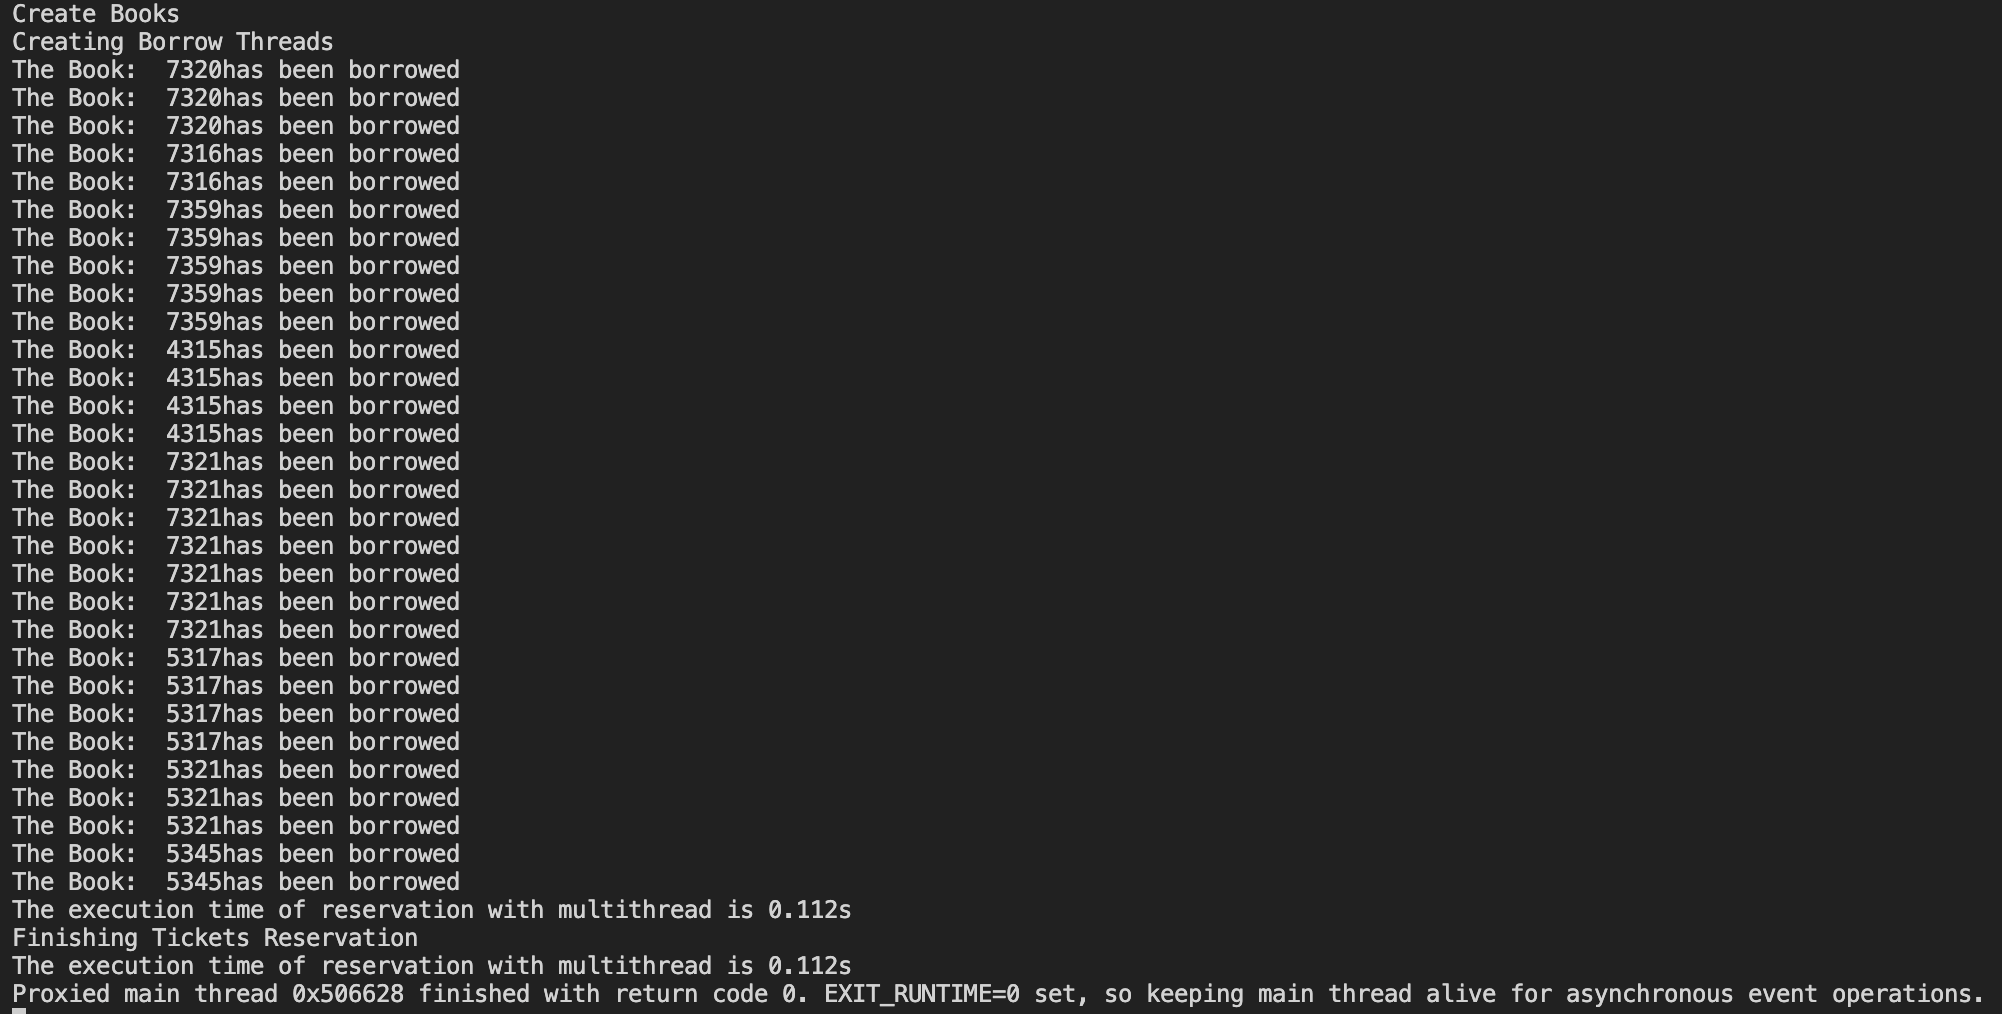 Create Books
Creating Borrow Threads
The Book:  7320has been borrowed
The Book:  7320has been borrowed
The Book:  7320has been borrowed
The Book:  7316has been borrowed
The Book:  7316has been borrowed
The Book:  7359has been borrowed
The Book:  7359has been borrowed
The Book:  7359has been borrowed
The Book:  7359has been borrowed
The Book:  7359has been borrowed
The Book:  4315has been borrowed
The Book:  4315has been borrowed
The Book:  4315has been borrowed
The Book:  4315has been borrowed
The Book:  7321has been borrowed
The Book:  7321has been borrowed
The Book:  7321has been borrowed
The Book:  7321has been borrowed
The Book:  7321has been borrowed
The Book:  7321has been borrowed
The Book:  7321has been borrowed
The Book:  5317has been borrowed
The Book:  5317has been borrowed
The Book:  5317has been borrowed
The Book:  5317has been borrowed
The Book:  5321has been borrowed
The Book:  5321has been borrowed
The Book:  5321has been borrowed
The Book:  5345has been borrowed
The Book:  5345has been borrowed
The execution time of reservation with multithread is 0.112s
Finishing Tickets Reservation
The execution time of reservation with multithread is 0.112s
Proxied main thread 0x506628 finished with return code 0. EXIT_RUNTIME=0 set, so keeping main thread alive for asynchronous event operations.